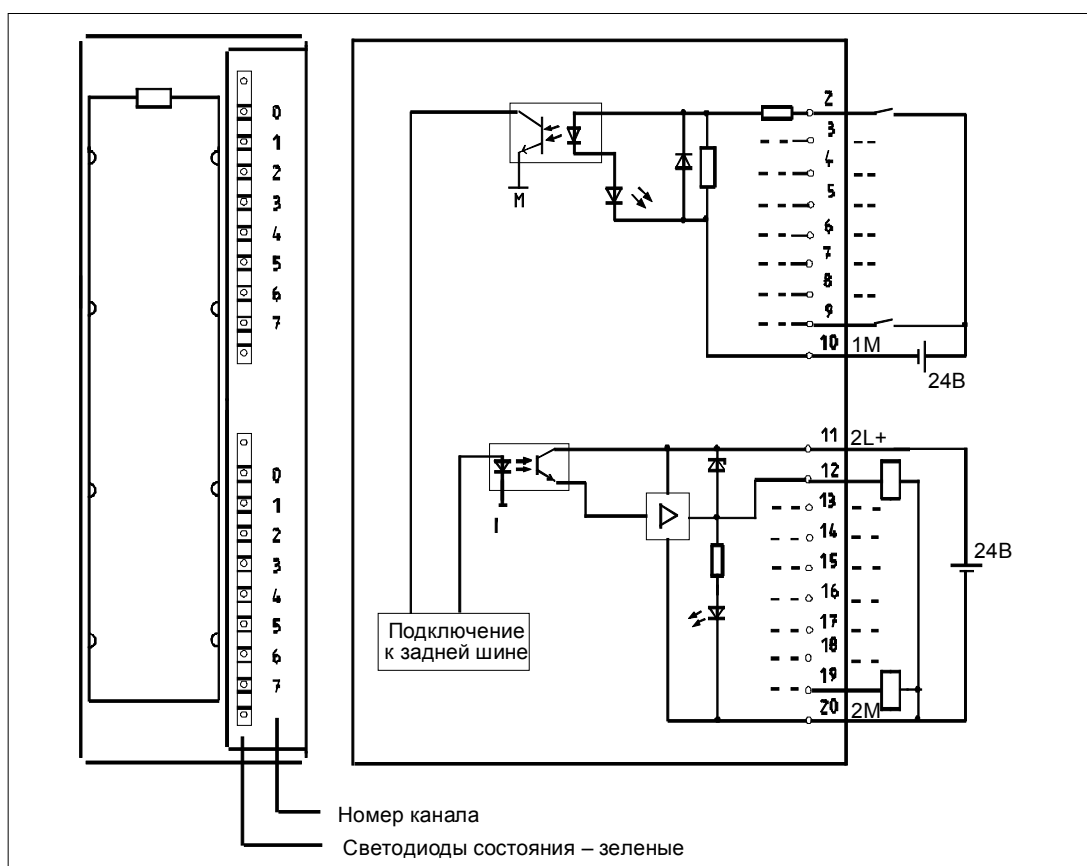 0
1
2
3
4
5
6
7
0
1
2
3
4
5
6
7
M
2
3
4
5
6
7
8
9
10 1M
24В
I
11 2L+
12
13
14
15
16
17
18
19
20 2M
24В
Подключение
к задней шине
Номер канала
Светодиоды состояния – зеленые